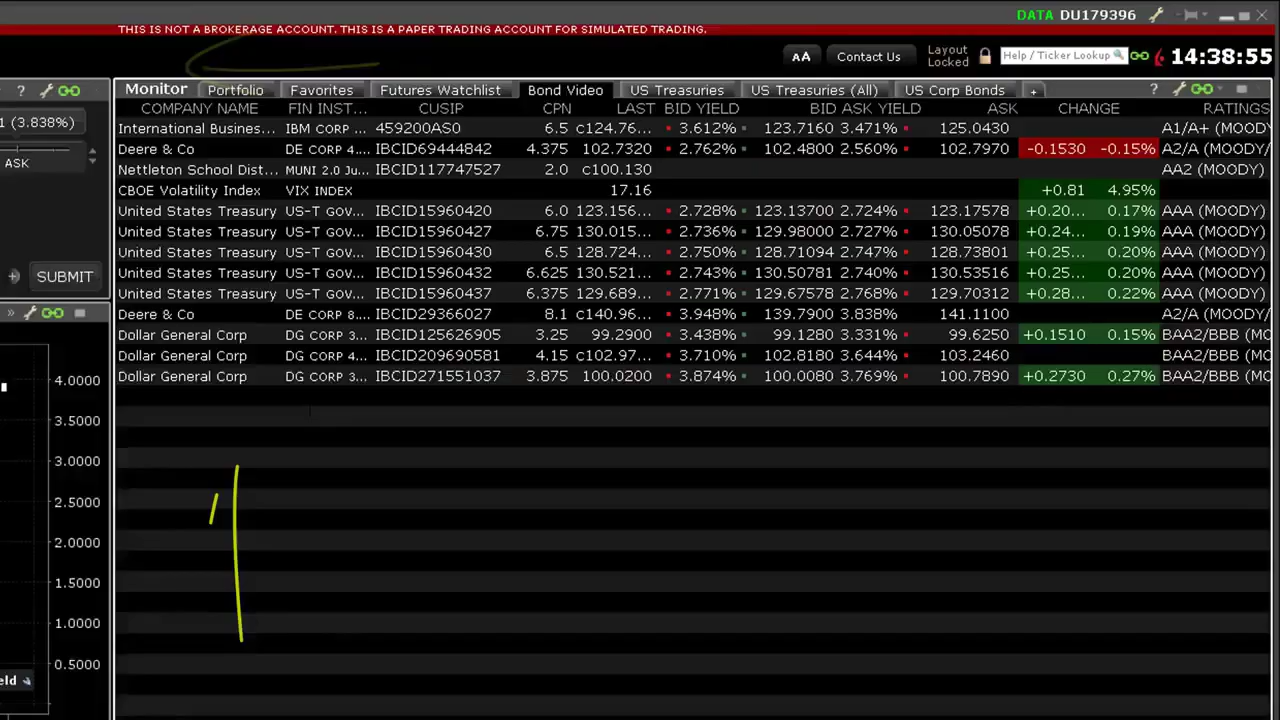 DATA DU179396
THIS IS NOT A BROKERAGE ACCOUNT. THIS IS A PAPER TRADING ACCOUNT FOR SIMULATED TRADING.
AA Contact Us Layout Locked Help / Ticker Lookup 14:38:55
? Monitor Portfolio Favorites Futures Watchlist Bond Video US Treasuries US Treasuries (All) US Corp Bonds + ?
COMPANY NAME FIN INST... CUSIP CPN LAST BID YIELD BID ASK YIELD ASK CHANGE RATINGS
1 (3.838%)
International Busines... IBM CORP ... 459200AS0 6.5 c124.76... 3.612% 123.7160 3.471% 125.0430 A1/A+ (MOODY
Deere & Co DE CORP 4.... IBCID69444842 4.375 102.7320 2.762% 102.4800 2.560% 102.7970 -0.1530 -0.15% A2/A (MOODY/
ASK
Nettleton School Dist... MUNI 2.0 Ju... IBCID117747527 2.0 c100.130 AA2 (MOODY)
CBOE Volatility Index VIX INDEX 17.16 +0.81 4.95%
United States Treasury US-T GOV... IBCID15960420 6.0 123.156... 2.728% 123.13700 2.724% 123.17578 +0.20... 0.17% AAA (MOODY)
United States Treasury US-T GOV... IBCID15960427 6.75 130.015... 2.736% 129.98000 2.727% 130.05078 +0.24... 0.19% AAA (MOODY)
United States Treasury US-T GOV... IBCID15960430 6.5 128.724... 2.750% 128.71094 2.747% 128.73801 +0.25... 0.20% AAA (MOODY)
United States Treasury US-T GOV... IBCID15960432 6.625 130.521... 2.743% 130.50781 2.740% 130.53516 +0.25... 0.20% AAA (MOODY)
SUBMIT
United States Treasury US-T GOV... IBCID15960437 6.375 129.689... 2.771% 129.67578 2.768% 129.70312 +0.28... 0.22% AAA (MOODY)
Deere & Co DE CORP 8.... IBCID29366027 8.1 c140.96... 3.948% 139.7900 3.838% 141.1100 A2/A (MOODY/
Dollar General Corp DG CORP 3... IBCID125626905 3.25 99.2900 3.438% 99.1280 3.331% 99.6250 +0.1510 0.15% BAA2/BBB (MO
Dollar General Corp DG CORP 4... IBCID209690581 4.15 c102.97... 3.710% 102.8180 3.644% 103.2460 BAA2/BBB (MO
Dollar General Corp DG CORP 3... IBCID271551037 3.875 100.0200 3.874% 100.0080 3.769% 100.7890 +0.2730 0.27% BAA2/BBB (MO
4.0000
3.5000
3.0000
2.5000
2.0000
1.5000
1.0000
0.5000
eld